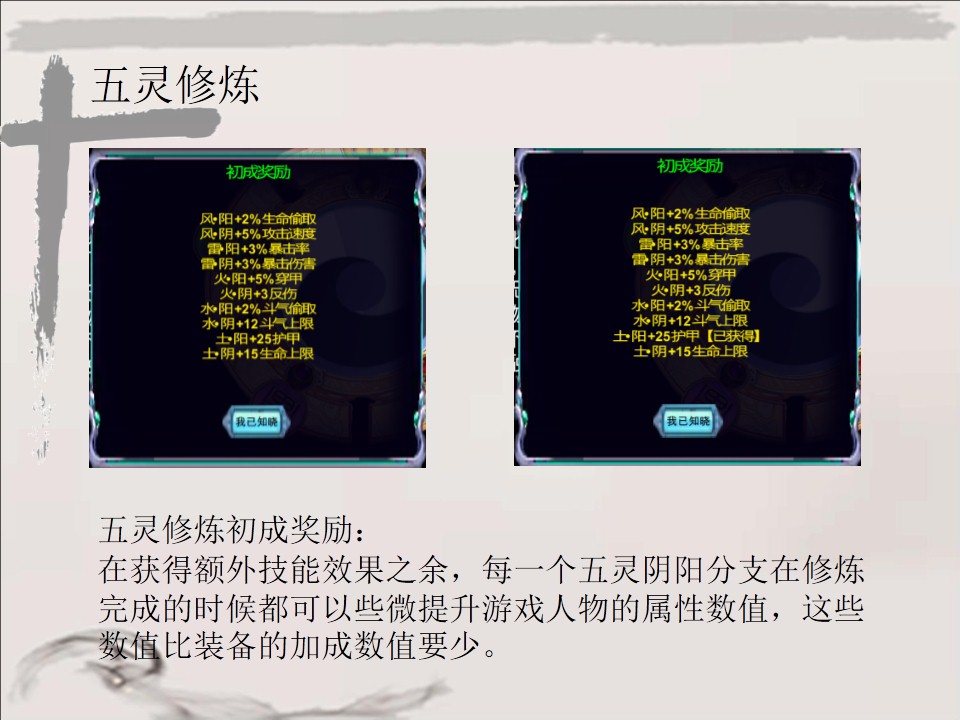 五灵修炼
初成奖励
风•阳+2%生命偷取
风•阴+5%攻击速度
雷•阳+3%暴击率
雷•阴+3%暴击伤害
火•阳+5%穿甲
火•阴+3反伤
水•阳+2%斗气偷取
水•阴+12斗气上限
土•阳+25护甲
土•阴+15生命上限
我已知晓
初成奖励
风•阳+2%生命偷取
风•阴+5%攻击速度
雷•阳+3%暴击率
雷•阴+3%暴击伤害
火•阳+5%穿甲
火•阴+3反伤
水•阳+2%斗气偷取
水•阴+12斗气上限
土•阳+25护甲【已获得】
土•阴+15生命上限
我已知晓
五灵修炼初成奖励：
在获得额外技能效果之余，每一个五灵阴阳分支在修炼
完成的时候都可以些微提升游戏人物的属性数值，这些
数值比装备的加成数值要少。